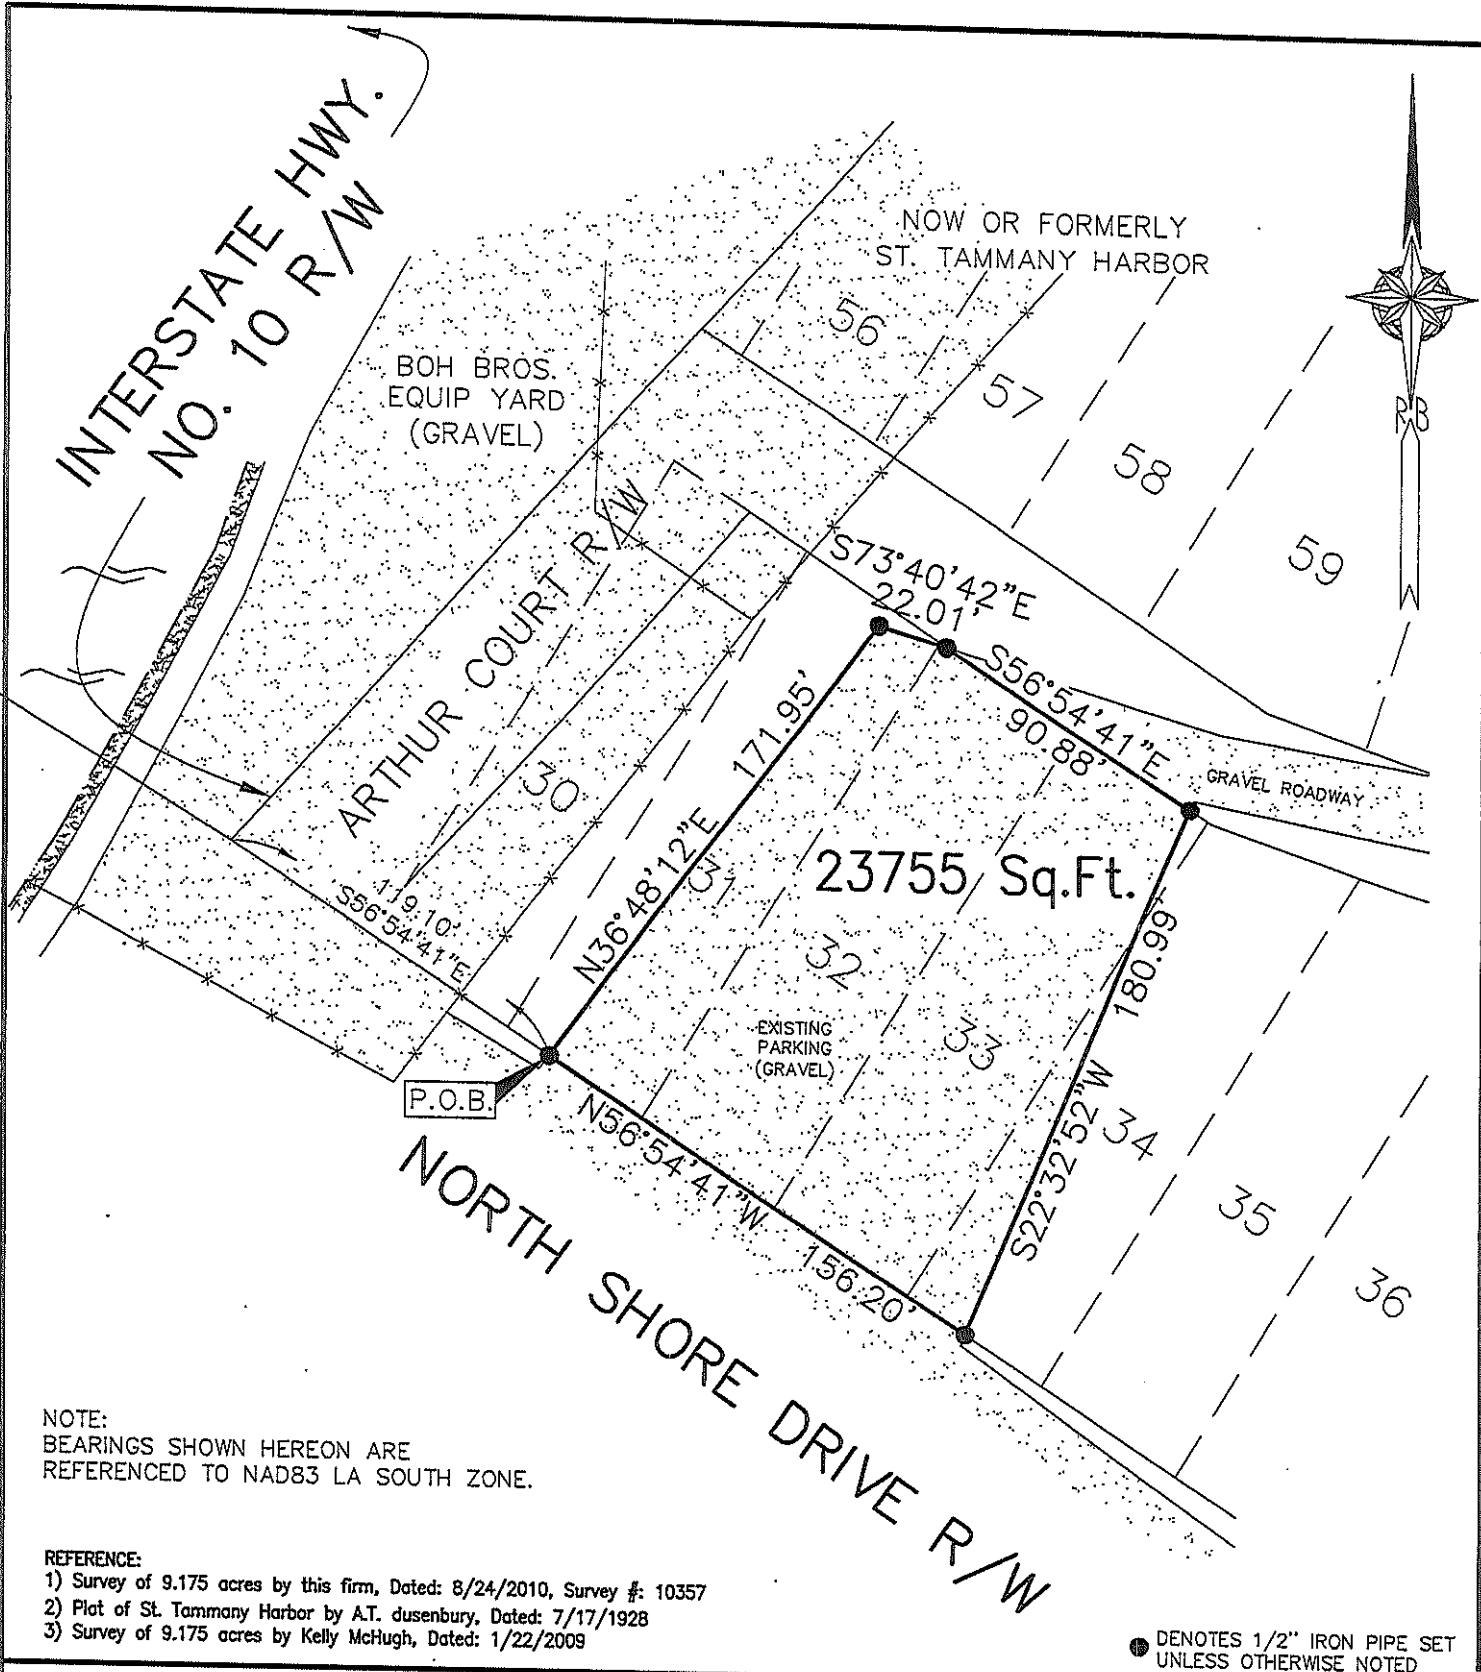 INTERSTATE HWY.
NO. 10 R/W
NOW OR FORMERLY
ST. TAMMANY HARBOR
BOH BROS.
EQUIP YARD
(GRAVEL)
56
57
58
59
RB
ARTHUR COURT R/W
S73°40'42"E
22.01'
S56°54'41"E
90.88'
GRAVEL ROADWAY
30
171.95'
N36°48'12"E
31
23755 Sq.Ft.
32
33
180.99'
S22°32'52"W
119.10'
S56°54'41"E
EXISTING
PARKING
(GRAVEL)
P.O.B.
N56°54'41"W
156.20'
34
35
36
NORTH SHORE DRIVE R/W
NOTE:
BEARINGS SHOWN HEREON ARE
REFERENCED TO NAD83 LA SOUTH ZONE.
REFERENCE:
1) Survey of 9.175 acres by this firm, Dated: 8/24/2010, Survey #: 10357
2) Plat of St. Tammany Harbor by A.T. dusenbury, Dated: 7/17/1928
3) Survey of 9.175 acres by Kelly McHugh, Dated: 1/22/2009
DENOTES 1/2" IRON PIPE SET
UNLESS OTHERWISE NOTED